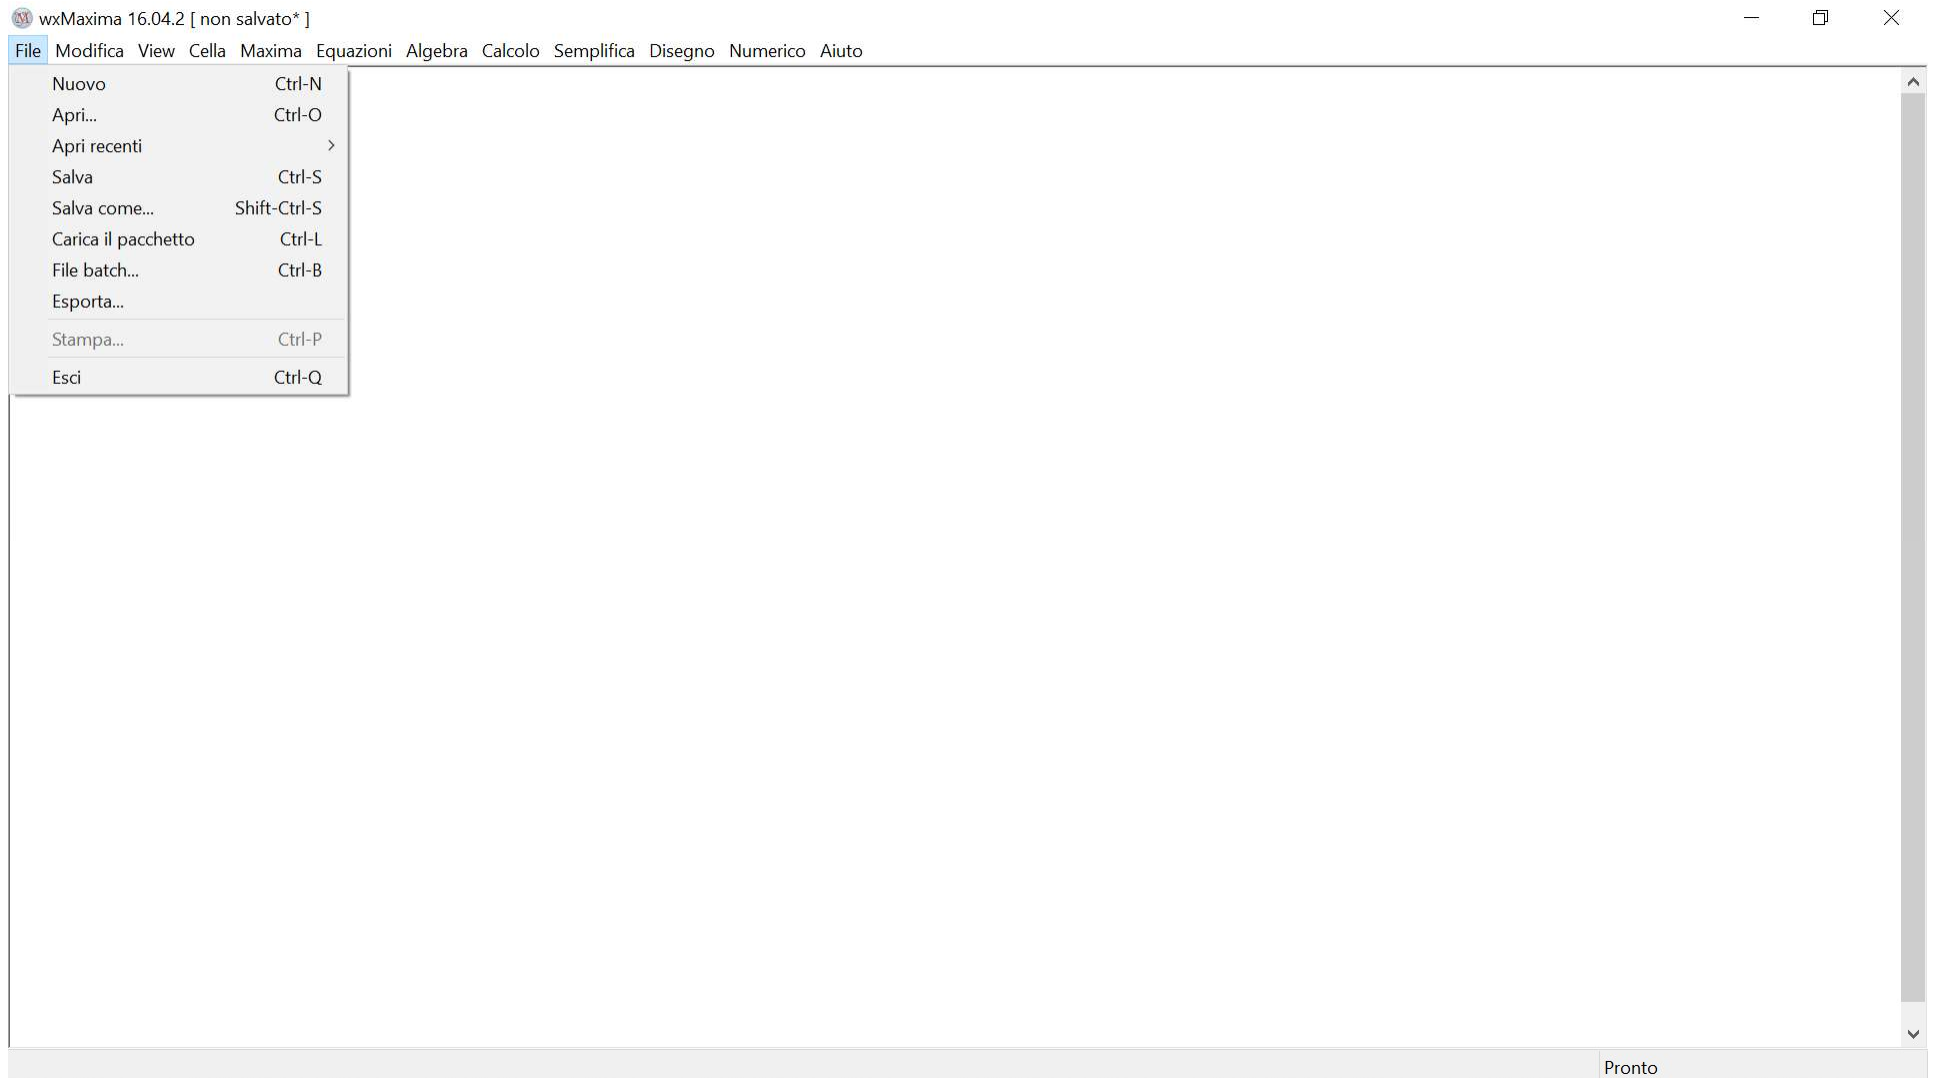 wxMaxima 16.04.2 [ non salvato* ]
File Modifica View Cella Maxima Equazioni Algebra Calcolo Semplifica Disegno Numerico Aiuto
Nuovo Ctrl-N
Apri... Ctrl-O
Apri recenti
Salva Ctrl-S
Salva come... Shift-Ctrl-S
Carica il pacchetto Ctrl-L
File batch... Ctrl-B
Esporta...
Stampa... Ctrl-P
Esci Ctrl-Q
Pronto